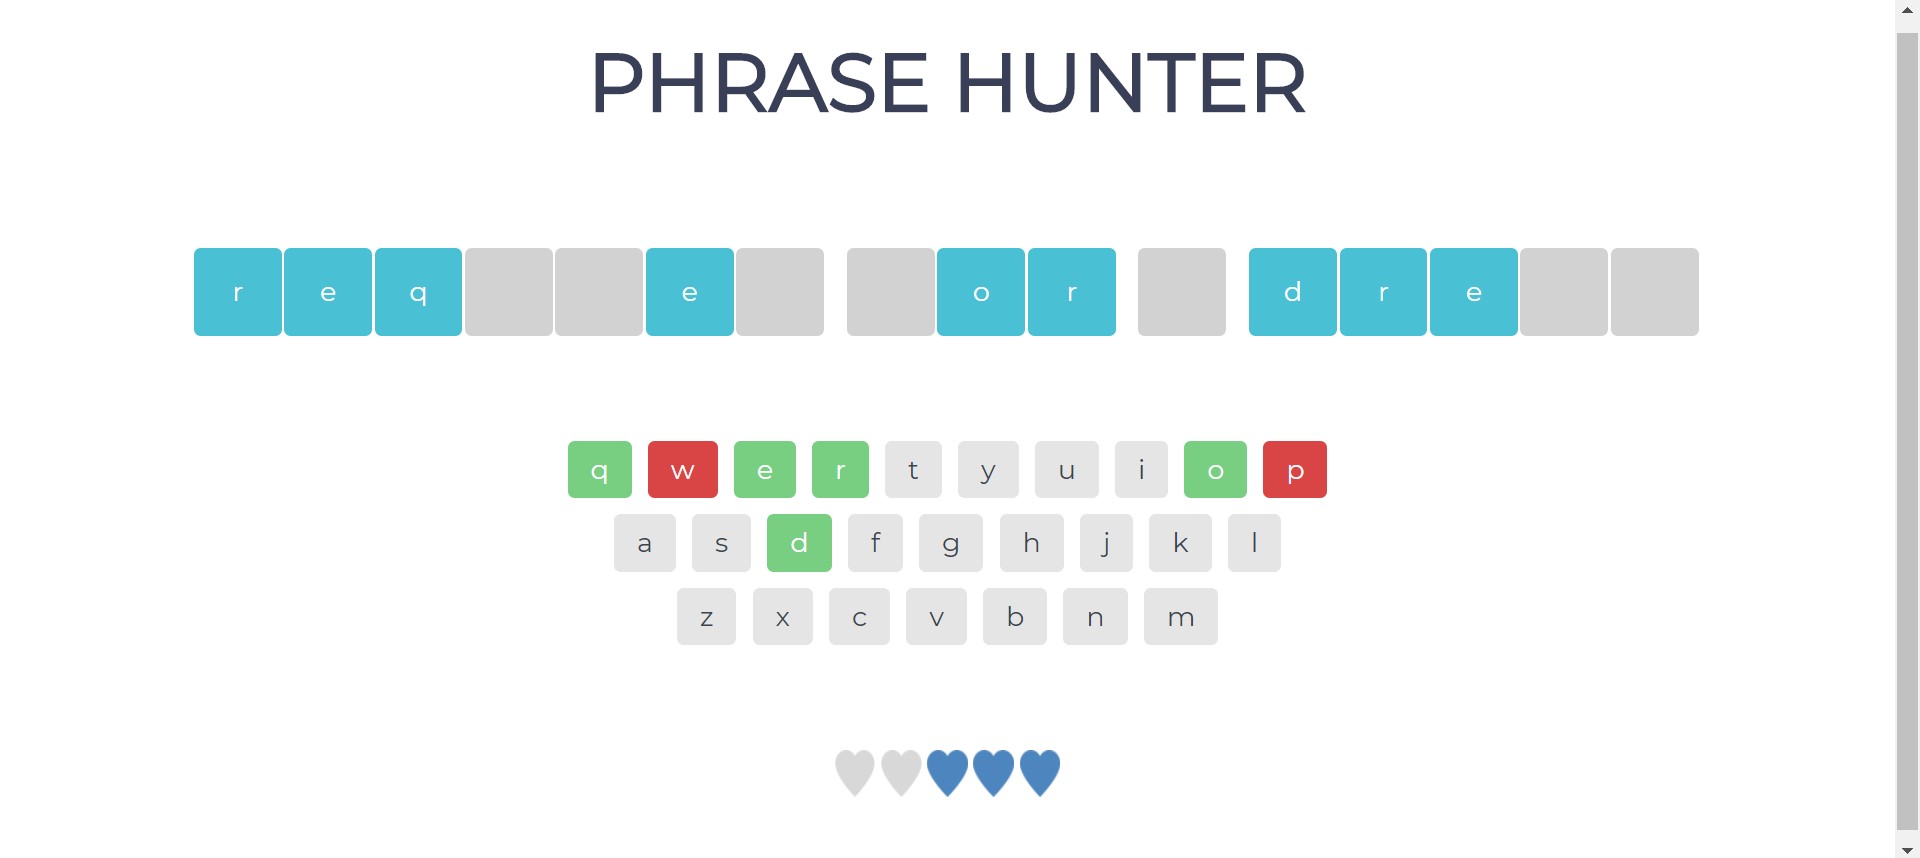 PHRASE HUNTER
r e q e o r d r e
q w e r t y u i o p
a s d f g h j k l
z x c v b n m